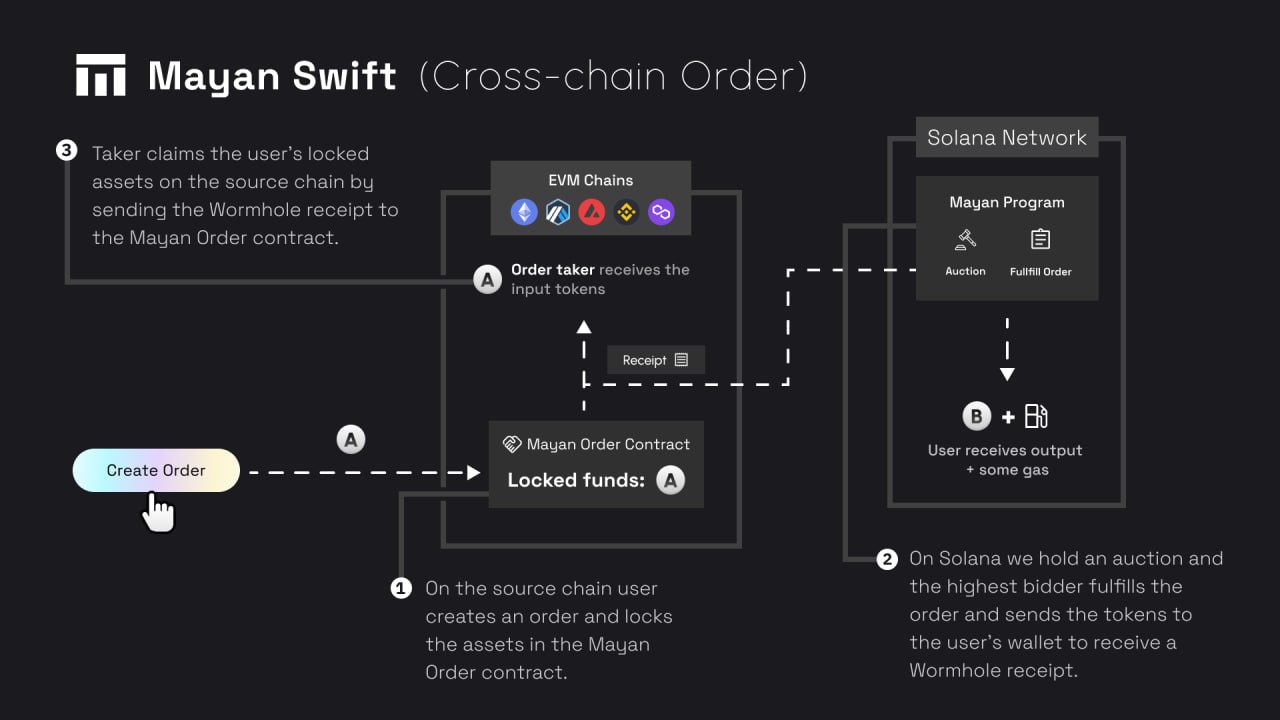 Mayan Swift (Cross-chain Order)
3 Taker claims the user's locked
assets on the source chain by
sending the Wormhole receipt to
the Mayan Order contract.
EVM Chains
A Order taker receives the
input tokens
Receipt
Mayan Order Contract
Locked funds: A
A
Create Order
1 On the source chain user
creates an order and locks
the assets in the Mayan
Order contract.
Solana Network
Mayan Program
Auction Fullfill Order
B +
User receives output
+ some gas
2 On Solana we hold an auction and
the highest bidder fulfills the
order and sends the tokens to
the user's wallet to receive a
Wormhole receipt.